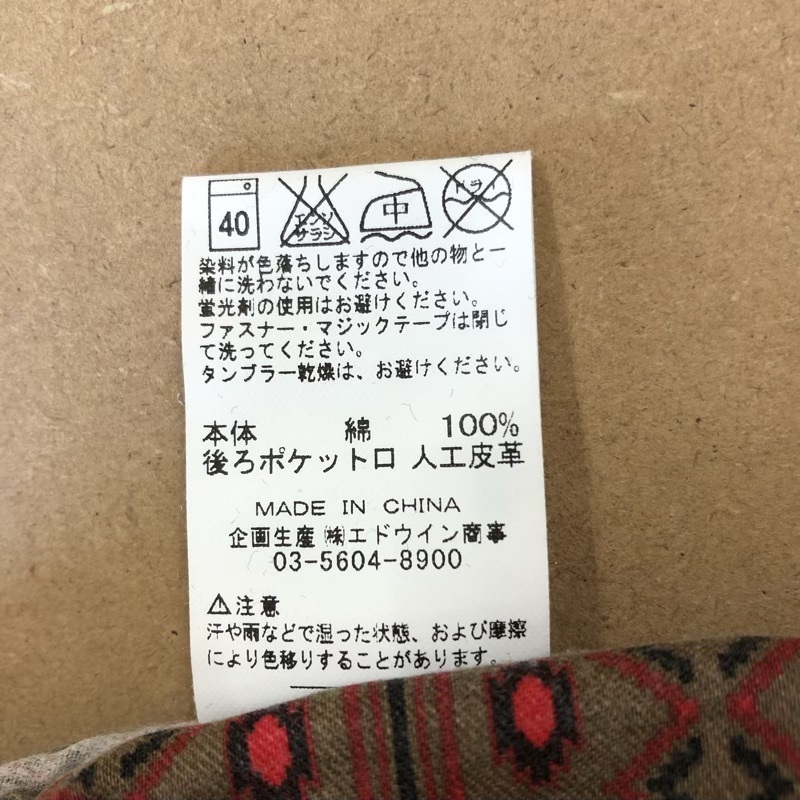 40 エンソ サラシ 中 ドライ
染料が色落ちしますので他の物と一
緒に洗わないでください。
蛍光剤の使用はお避けください。
ファスナー・マジックテープは閉じ
て洗ってください。
タンブラー乾燥は、お避けください。
本体 綿 100%
後ろポケット口 人工皮革
MADE IN CHINA
企画生産 ㈱エドウイン商事
03-5604-8900
⚠注意
汗や雨などで湿った状態、および摩擦
により色移りすることがあります。